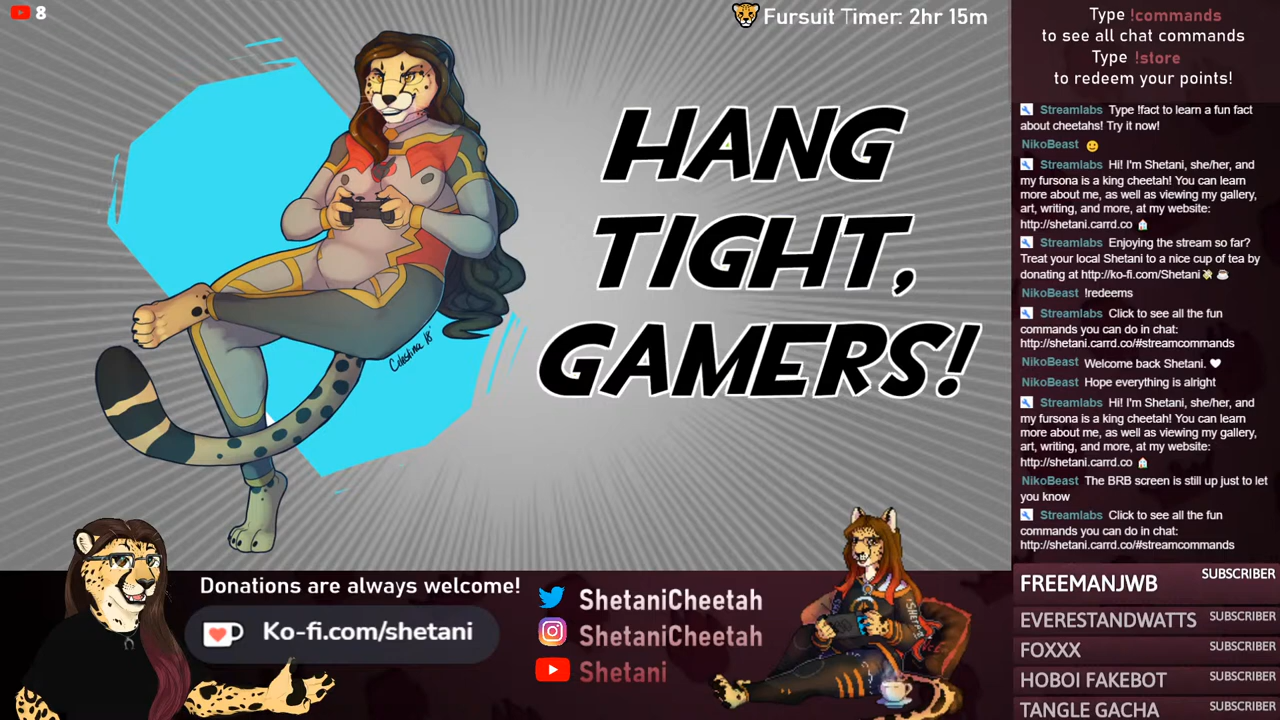 8
Fursuit Timer: 2hr 15m
HANG
TIGHT,
GAMERS!
Celestina 18'
Donations are always welcome!
Ko-fi.com/shetani
ShetaniCheetah
ShetaniCheetah
Shetani
Type !commands
to see all chat commands
Type !store
to redeem your points!
Streamlabs Type !fact to learn a fun fact
about cheetahs! Try it now!
NikoBeast 🙂
Streamlabs Hi! I'm Shetani, she/her, and
my fursona is a king cheetah! You can learn
more about me, as well as viewing my gallery,
art, writing, and more, at my website:
http://shetani.carrd.co 🏠
Streamlabs Enjoying the stream so far?
Treat your local Shetani to a nice cup of tea by
donating at http://ko-fi.com/Shetani💸 ☕
NikoBeast !redeems
Streamlabs Click to see all the fun
commands you can do in chat:
http://shetani.carrd.co/#streamcommands
NikoBeast Welcome back Shetani. ♥
NikoBeast Hope everything is alright
Streamlabs Hi! I'm Shetani, she/her, and
my fursona is a king cheetah! You can learn
more about me, as well as viewing my gallery,
art, writing, and more, at my website:
http://shetani.carrd.co 🏠
NikoBeast The BRB screen is still up just to let
you know
Streamlabs Click to see all the fun
commands you can do in chat:
http://shetani.carrd.co/#streamcommands
FREEMANJWB SUBSCRIBER
EVERESTANDWATTS SUBSCRIBER
FOXXX SUBSCRIBER
HOBOI FAKEBOT SUBSCRIBER
TANGLE GACHA SUBSCRIBER